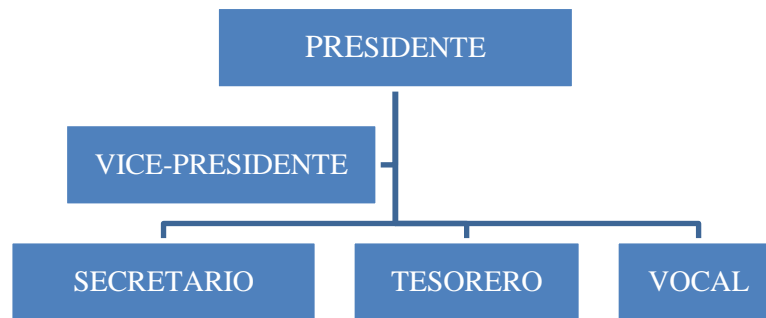 PRESIDENTE
VICE-PRESIDENTE
SECRETARIO
TESORERO
VOCAL